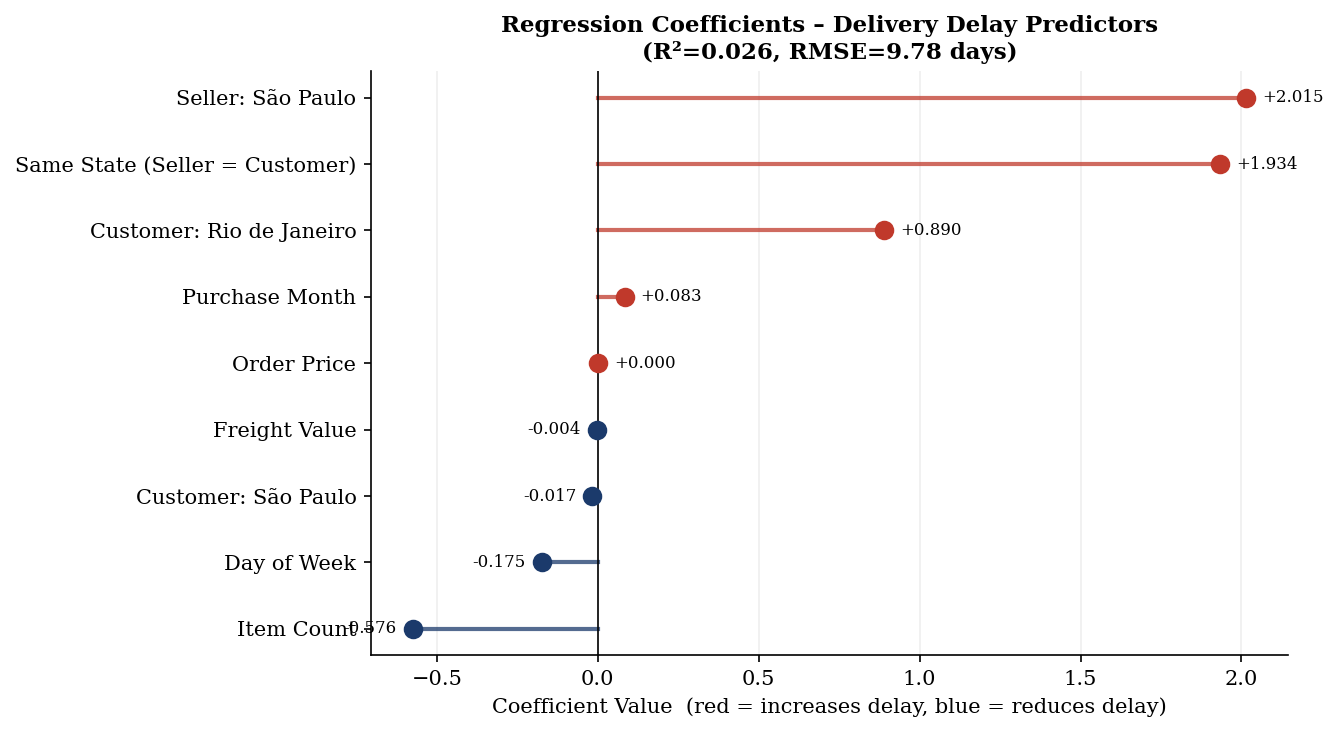 Regression Coefficients – Delivery Delay Predictors
(R²=0.026, RMSE=9.78 days)
Seller: São Paulo
+2.015
Same State (Seller = Customer)
+1.934
Customer: Rio de Janeiro
+0.890
Purchase Month
+0.083
Order Price
+0.000
Freight Value
-0.004
Customer: São Paulo
-0.017
Day of Week
-0.175
Item Count
-0.576
−0.5 0.0 0.5 1.0 1.5 2.0
Coefficient Value (red = increases delay, blue = reduces delay)